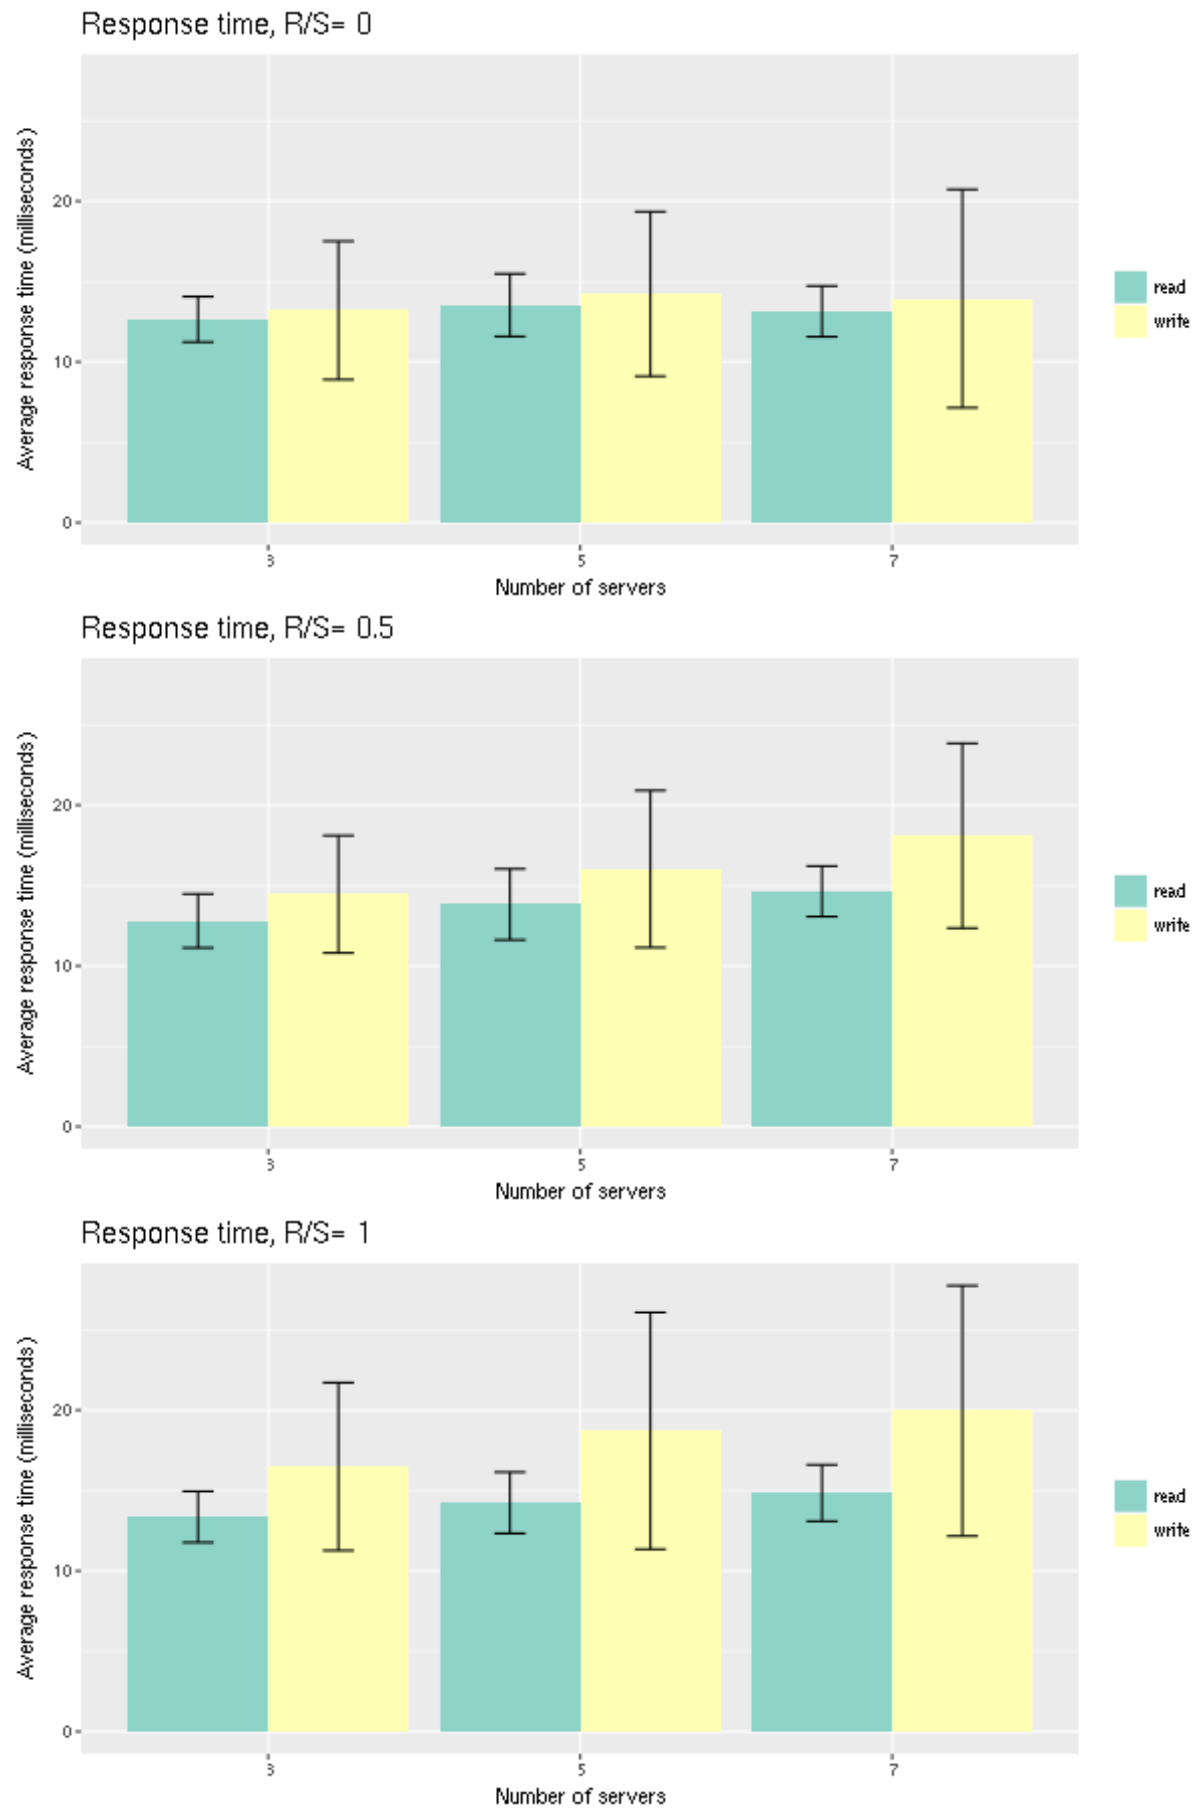 Response time, R/S= 0
Average response time (milliseconds)
20
10
0
3 5 7
Number of servers
read
write
Response time, R/S= 0.5
Average response time (milliseconds)
20
10
0
3 5 7
Number of servers
read
write
Response time, R/S= 1
Average response time (milliseconds)
20
10
0
3 5 7
Number of servers
read
write